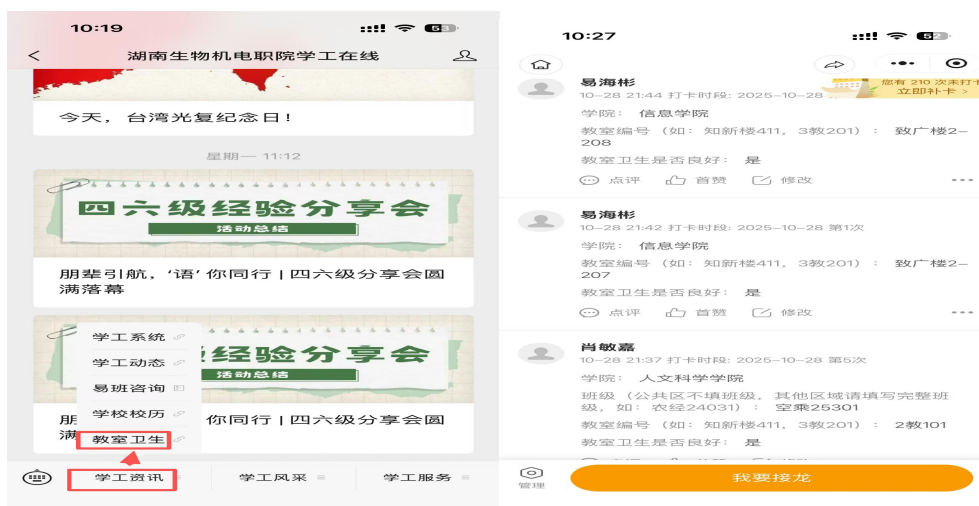 10:19
53
湖南生物机电职院学工在线
今天，台湾光复纪念日！
星期一 11:12
四六级经验分享会
活动总结
朋辈引航，‘语’你同行 | 四六级分享会圆
满落幕
级经验分享会
活动总结
朋
你同行 | 四六级分享会圆
满
学工系统
学工动态
易班咨询
学校校历
教室卫生
学工资讯
学工风采
学工服务
10:27
52
您有 210 次未打卡
立即补卡 >
易海彬
10-28 21:44 打卡时段: 2025-10-28
学院： 信息学院
教室编号（如：知新楼411，3教201）： 致广楼2-
208
教室卫生是否良好： 是
点评 首赞 修改
易海彬
10-28 21:42 打卡时段: 2025-10-28 第1次
学院： 信息学院
教室编号（如：知新楼411，3教201）： 致广楼2-
207
教室卫生是否良好： 是
点评 首赞 修改
肖敏嘉
10-28 21:37 打卡时段: 2025-10-28 第5次
学院： 人文科学学院
班级（公共区不填班级，其他区域请填写完整班
级，如：农经24031）： 空乘25301
教室编号（如：知新楼411，3教201）： 2教101
教室卫生是否良好： 是
管理
我要接龙